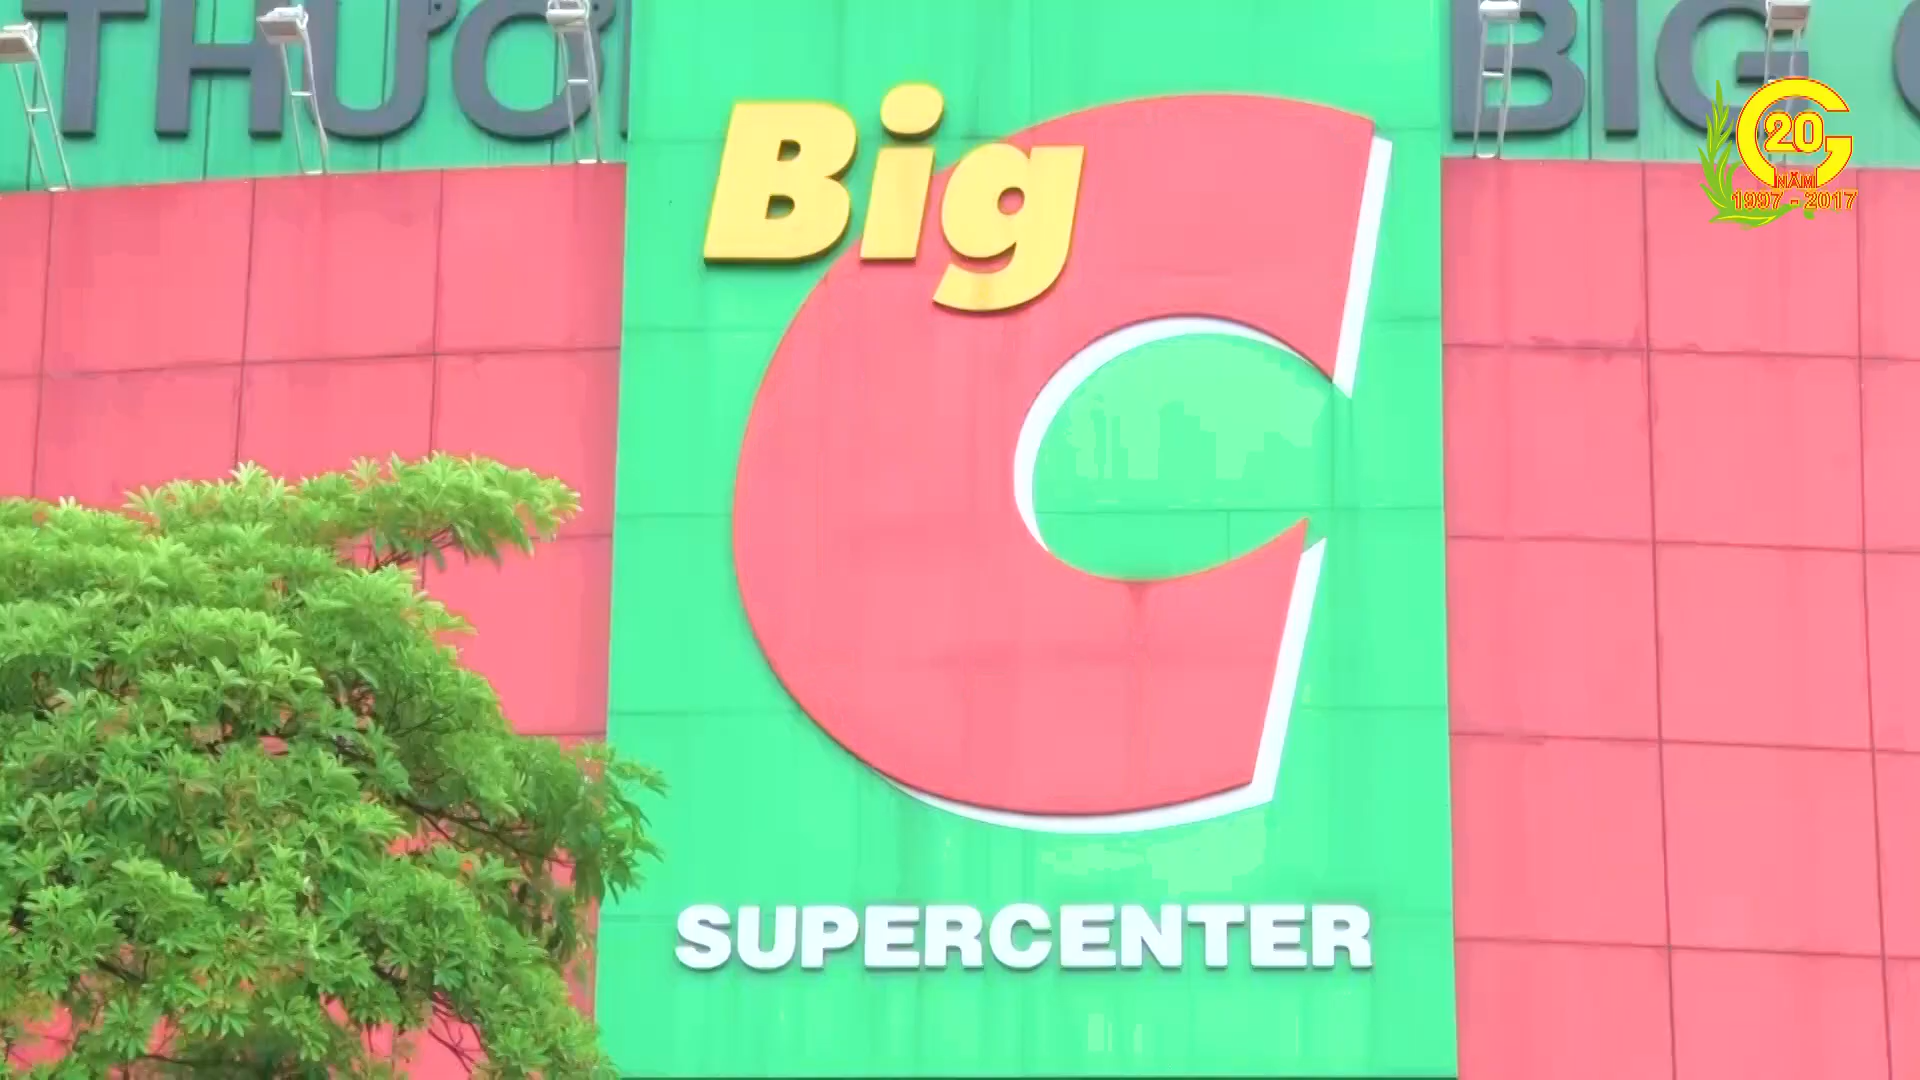 THƯƠ
BIG C
Big C
SUPERCENTER
20
NĂM
1997 - 2017